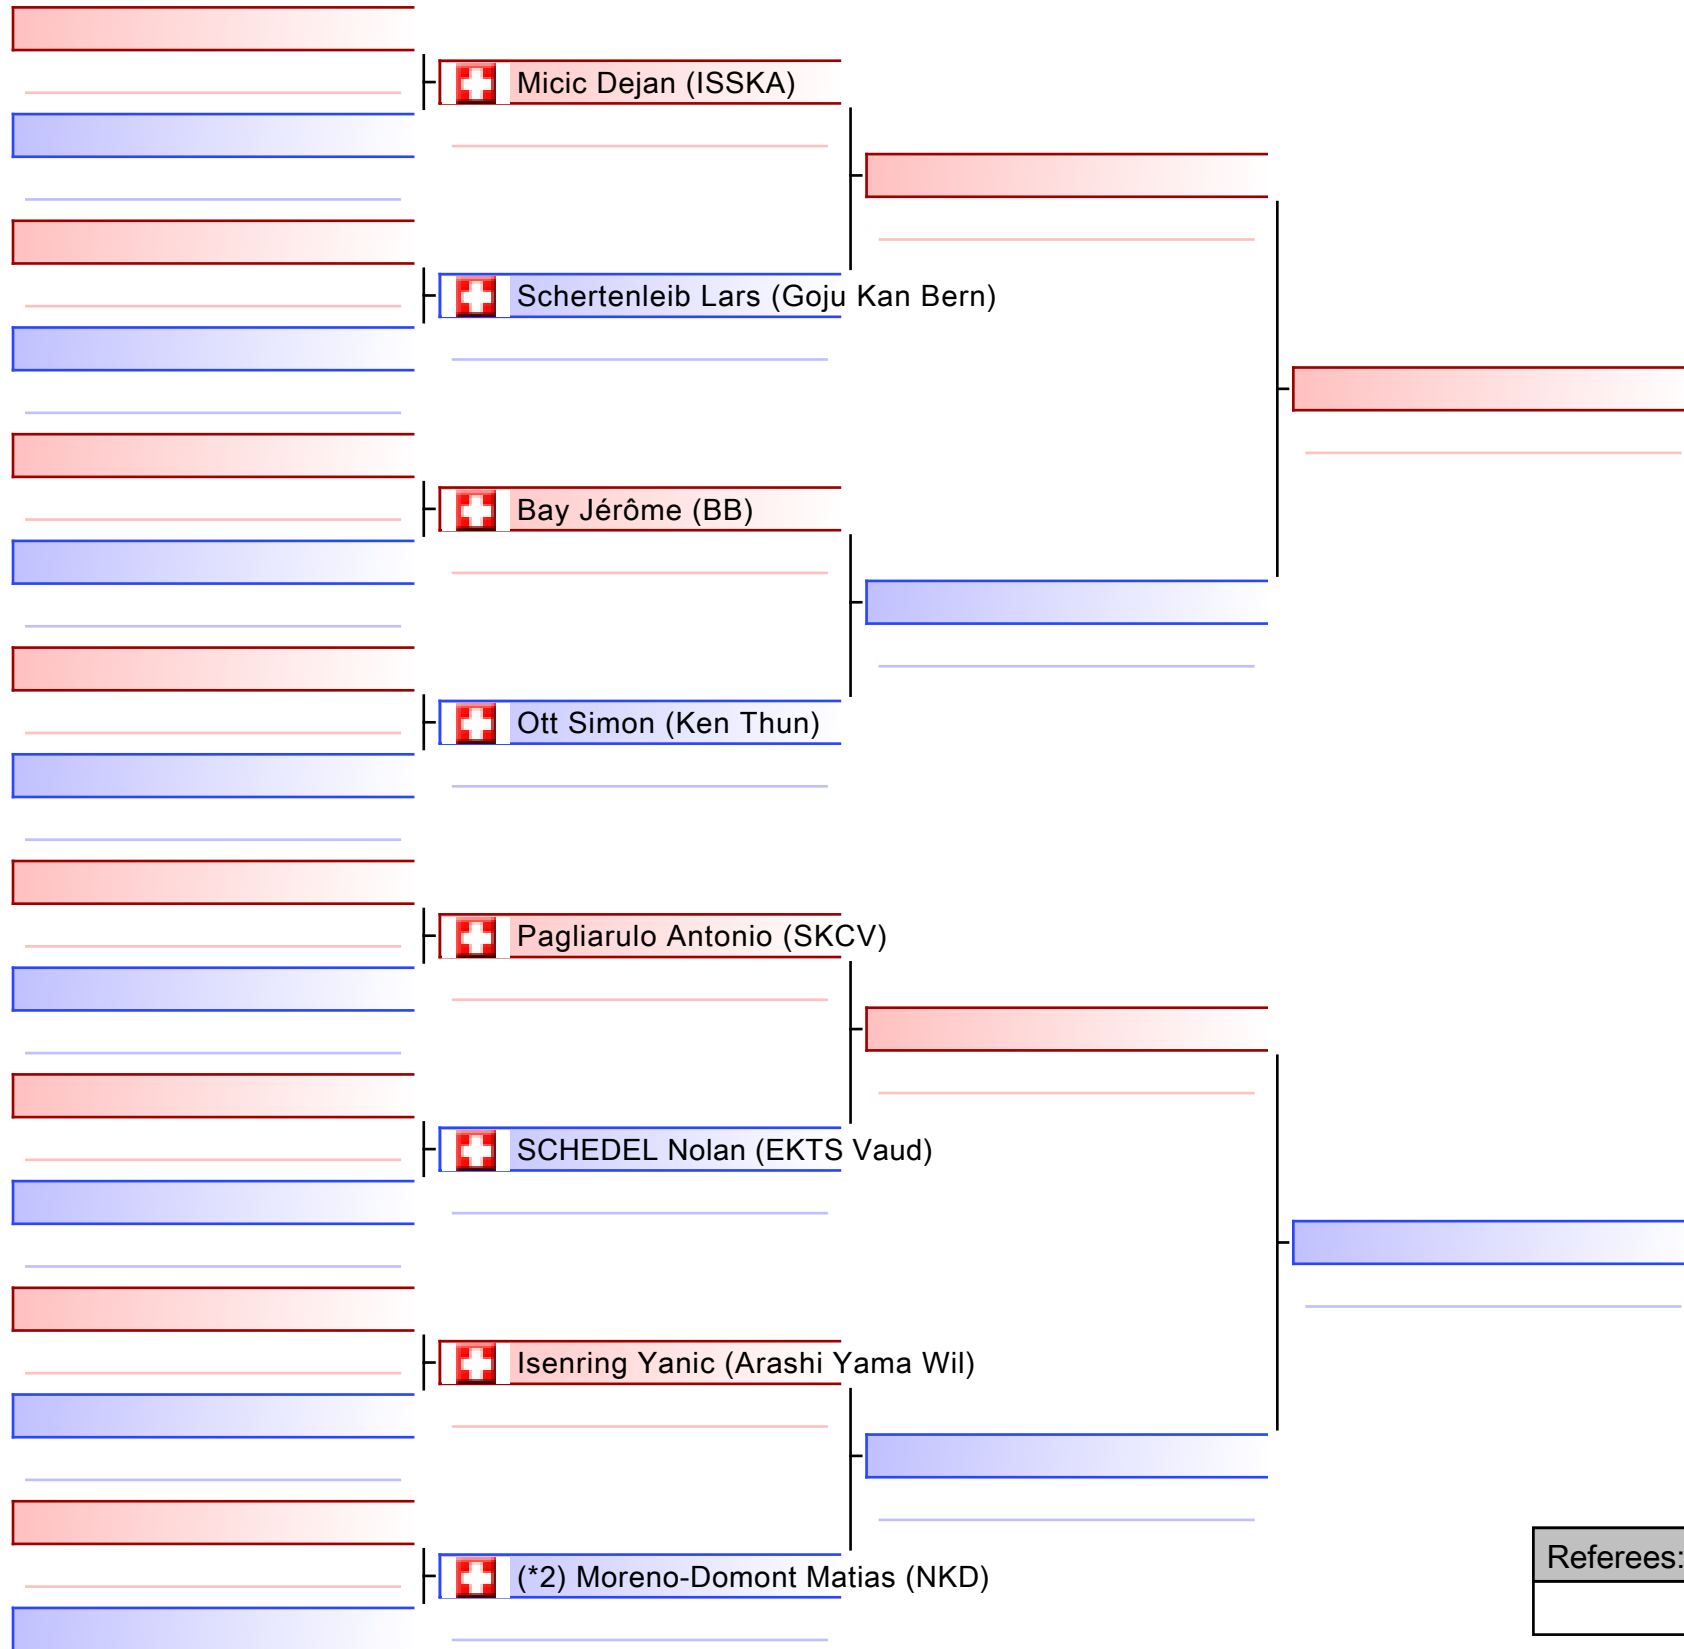 Micic Dejan (ISSKA)
Schertenleib Lars (Goju Kan Bern)
Bay Jérôme (BB)
Ott Simon (Ken Thun)
Pagliarulo Antonio (SKCV)
SCHEDEL Nolan (EKTS Vaud)
Isenring Yanic (Arashi Yama Wil)
(*2) Moreno-Domont Matias (NKD)
Referees: